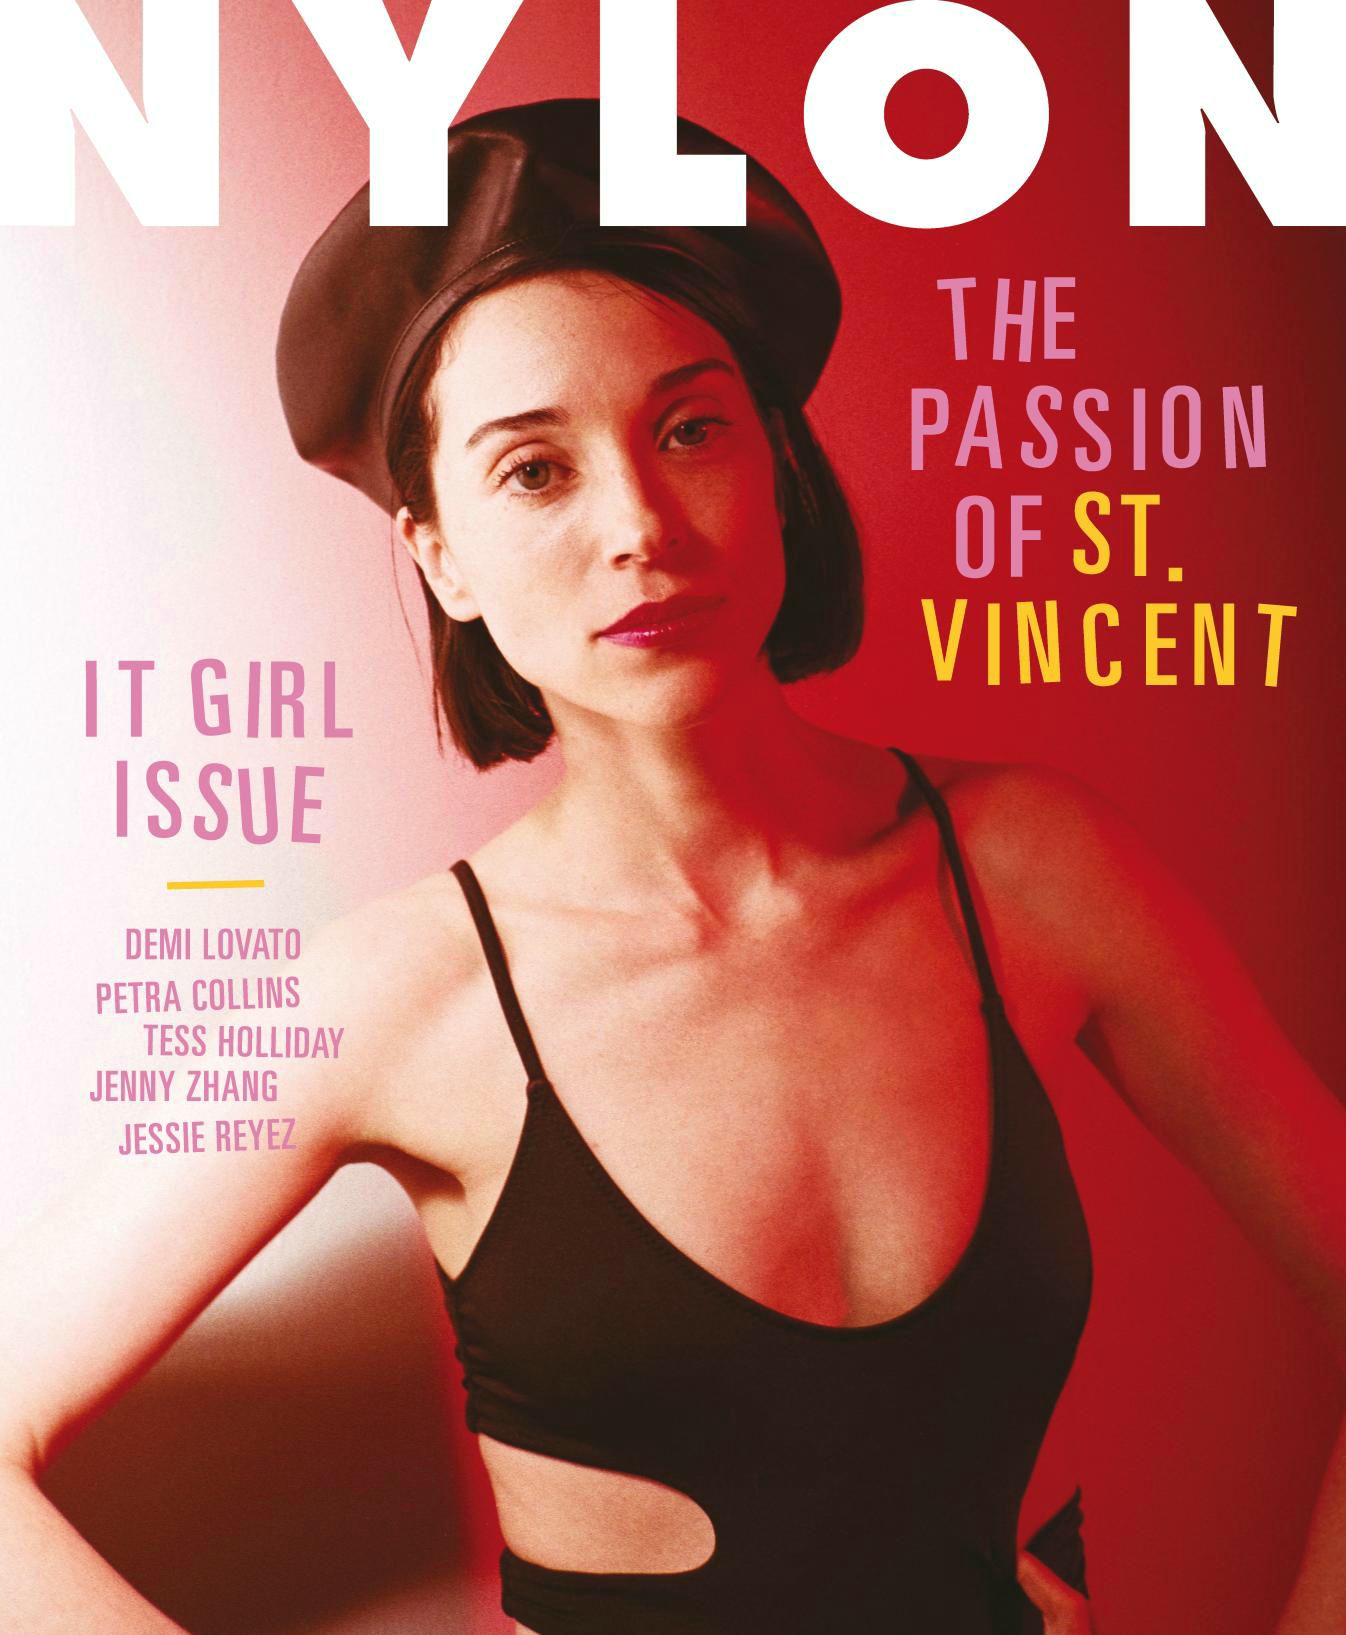 NYLON
THE
PASSION
OF ST.
VINCENT
IT GIRL
ISSUE
DEMI LOVATO
PETRA COLLINS
TESS HOLLIDAY
JENNY ZHANG
JESSIE REYEZ